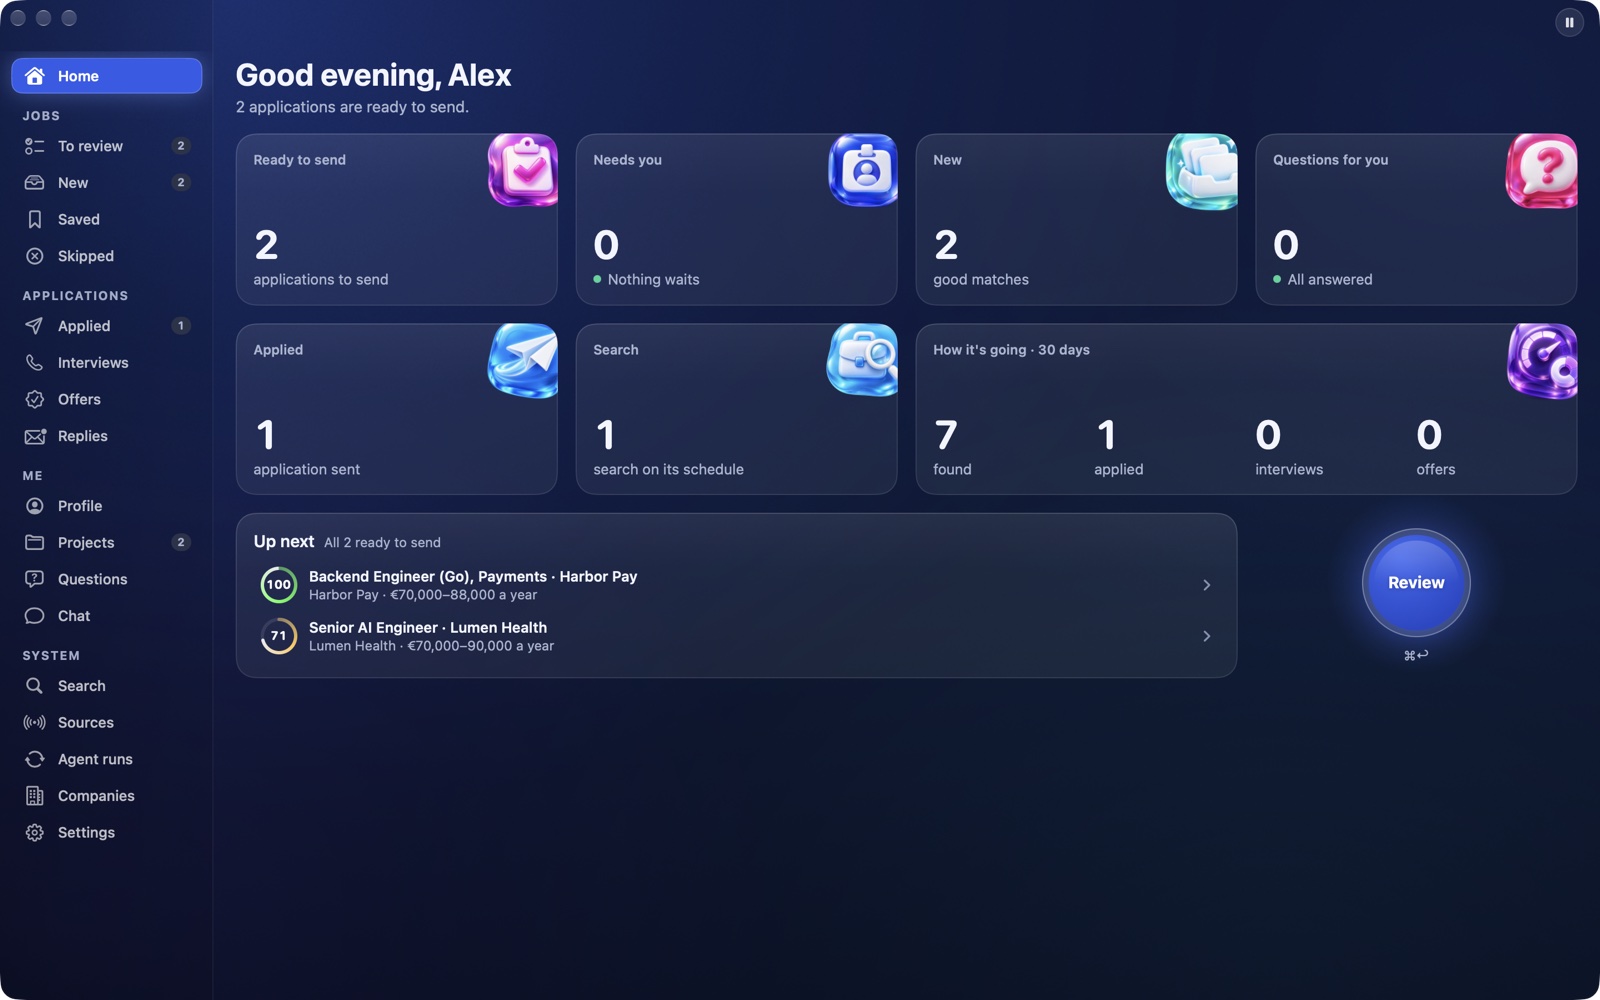 Home
JOBS
To review 2
New 2
Saved
Skipped
APPLICATIONS
Applied 1
Interviews
Offers
Replies
ME
Profile
Projects 2
Questions
Chat
SYSTEM
Search
Sources
Agent runs
Companies
Settings
Good evening, Alex
2 applications are ready to send.
Ready to send
2
applications to send
Needs you
0
Nothing waits
New
2
good matches
Questions for you
0
All answered
Applied
1
application sent
Search
1
search on its schedule
How it's going · 30 days
7 1 0 0
found applied interviews offers
Up next All 2 ready to send
100
Backend Engineer (Go), Payments · Harbor Pay
Harbor Pay · €70,000–88,000 a year
71
Senior AI Engineer · Lumen Health
Lumen Health · €70,000–90,000 a year
Review
⌘↩